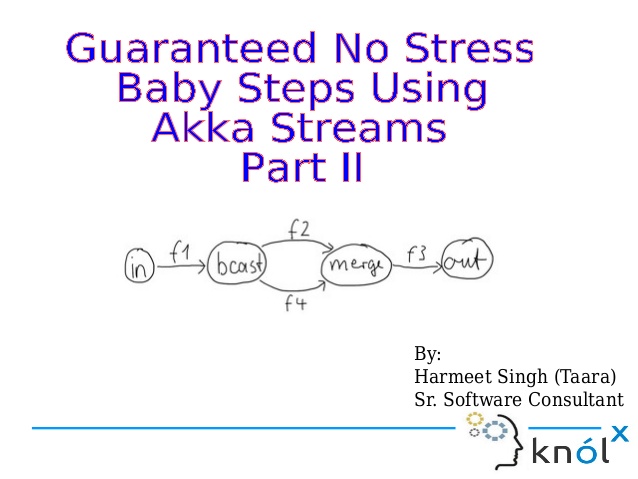 Guaranteed No Stress
Baby Steps Using
Akka Streams
Part II
f2
in f1 bcast merge f3 out
f4
By:
Harmeet Singh (Taara)
Sr. Software Consultant
knólx